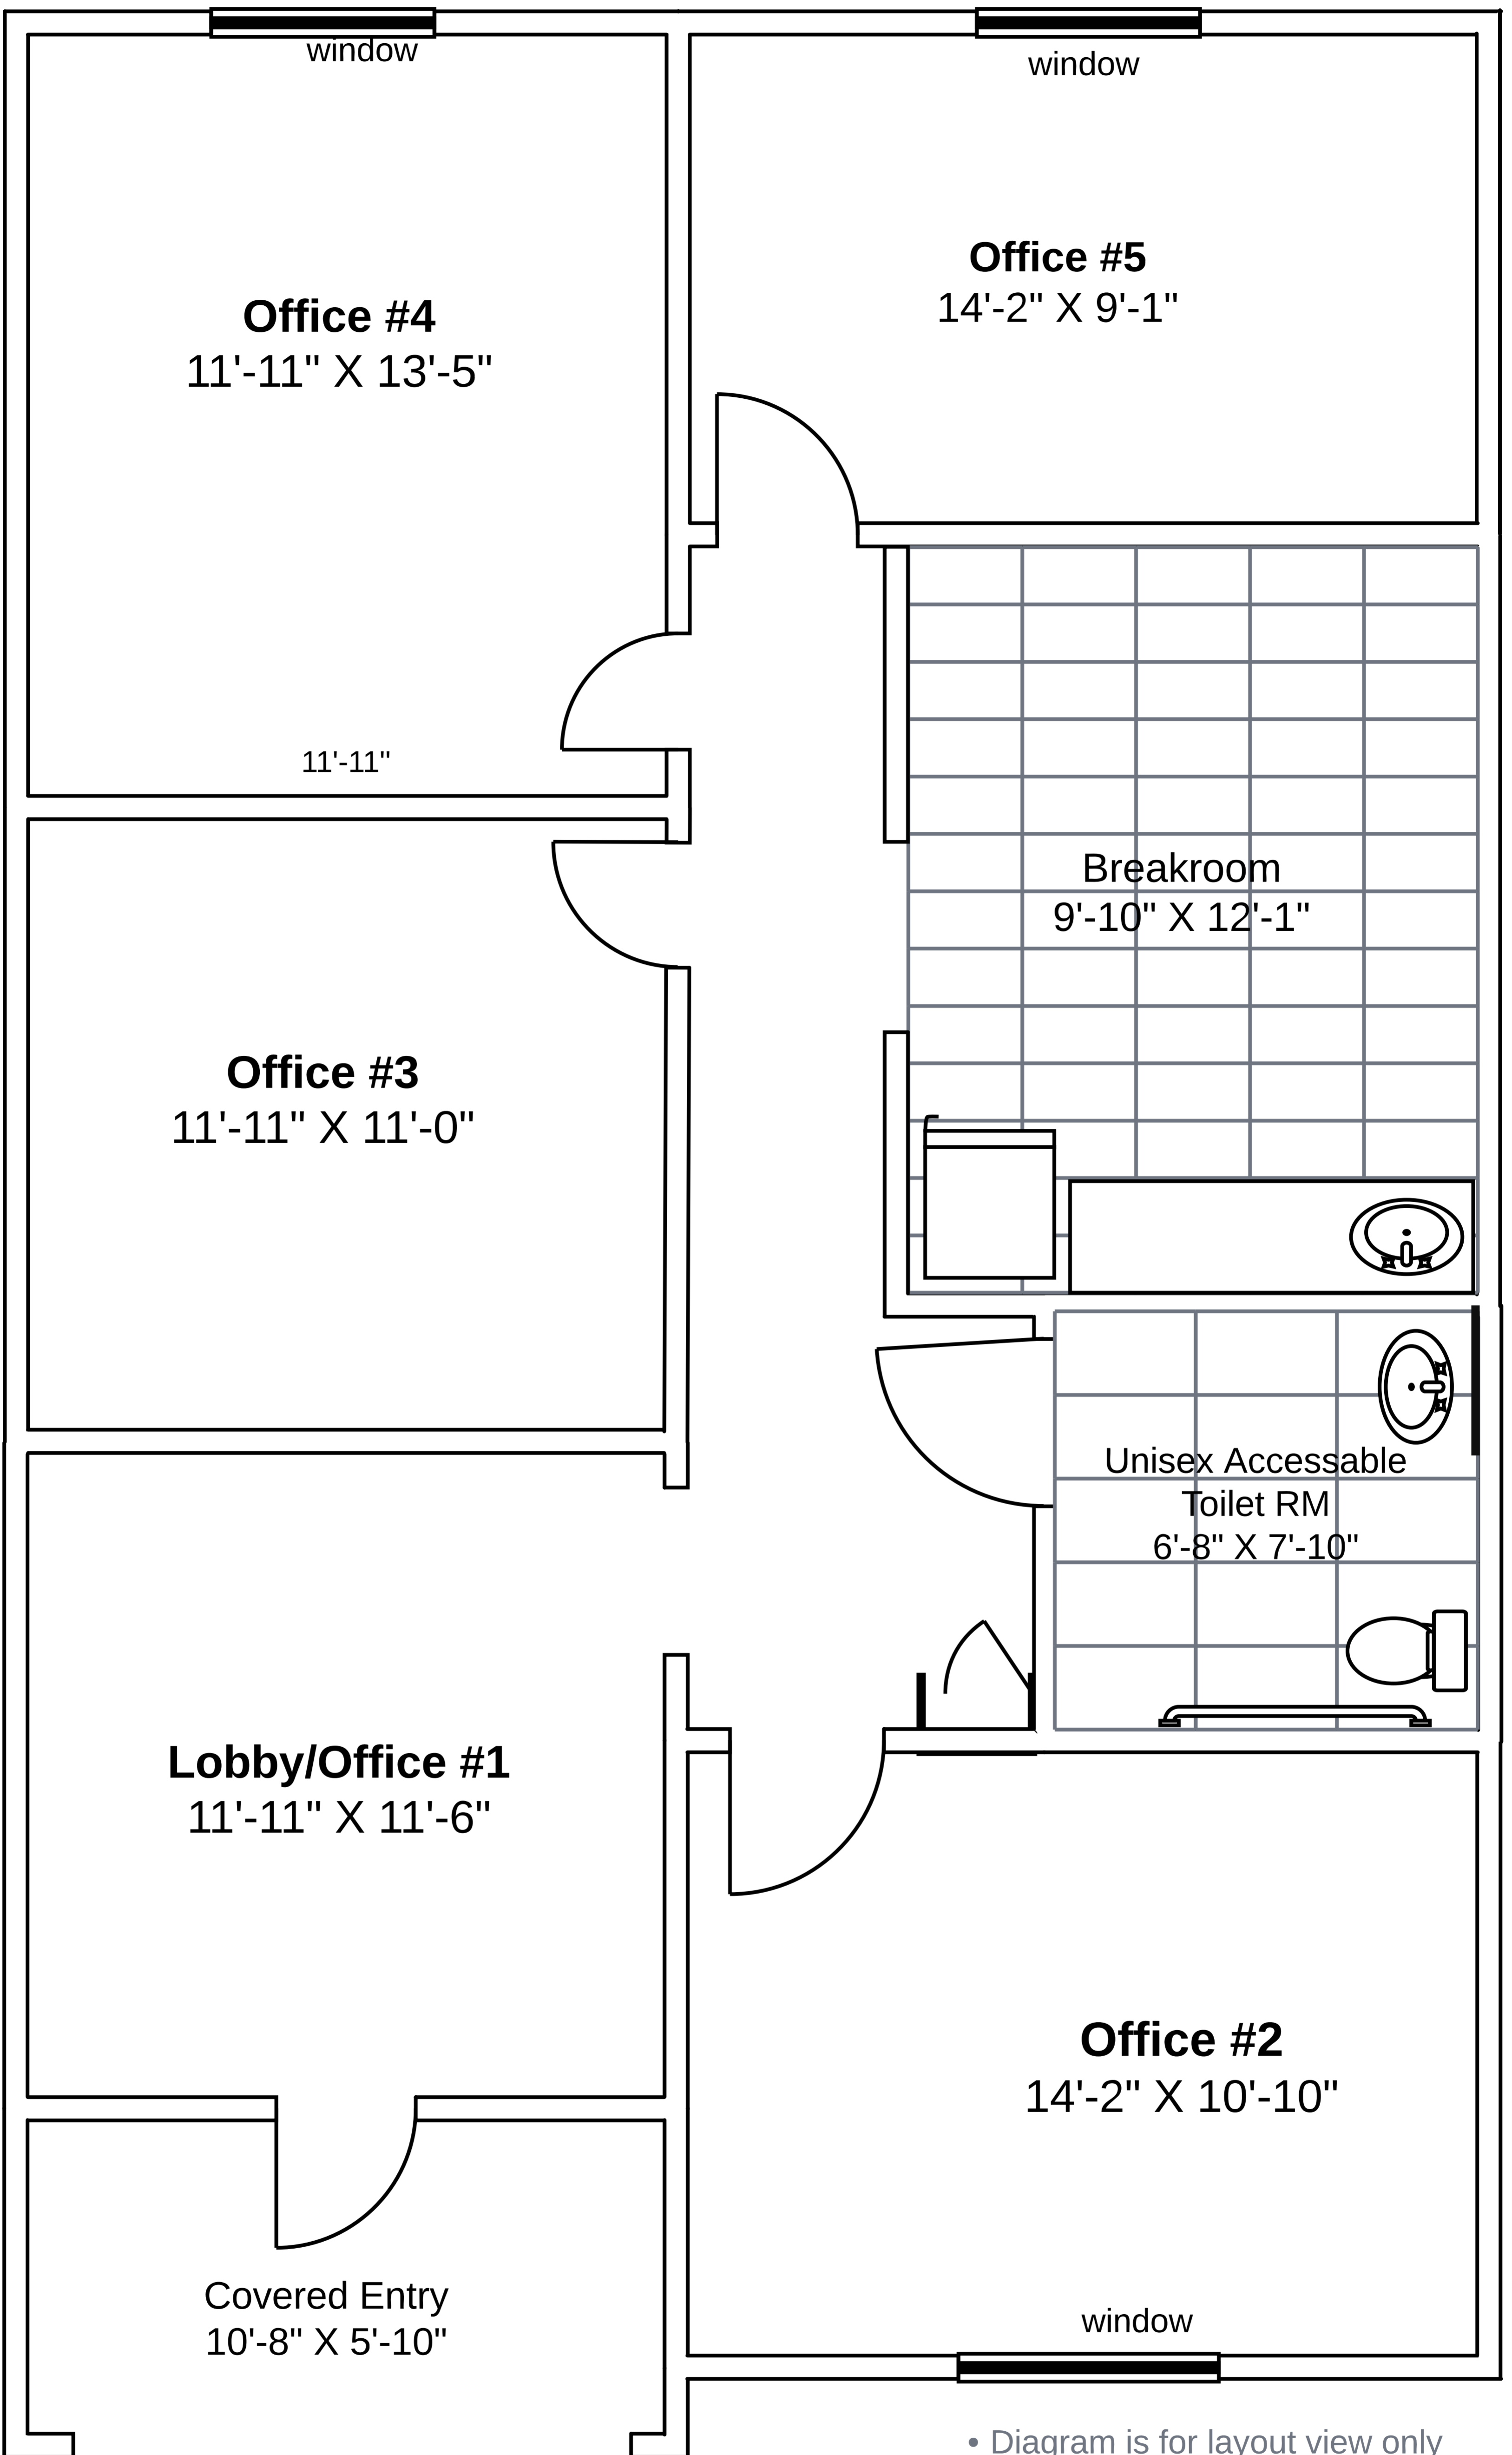 window
window
Office #4
11'-11" X 13'-5"
Office #5
14'-2" X 9'-1"
11'-11"
Breakroom
9'-10" X 12'-1"
Office #3
11'-11" X 11'-0"
Unisex Accessable
Toilet RM
6'-8" X 7'-10"
Lobby/Office #1
11'-11" X 11'-6"
Office #2
14'-2" X 10'-10"
Covered Entry
10'-8" X 5'-10"
window
• Diagram is for layout view only